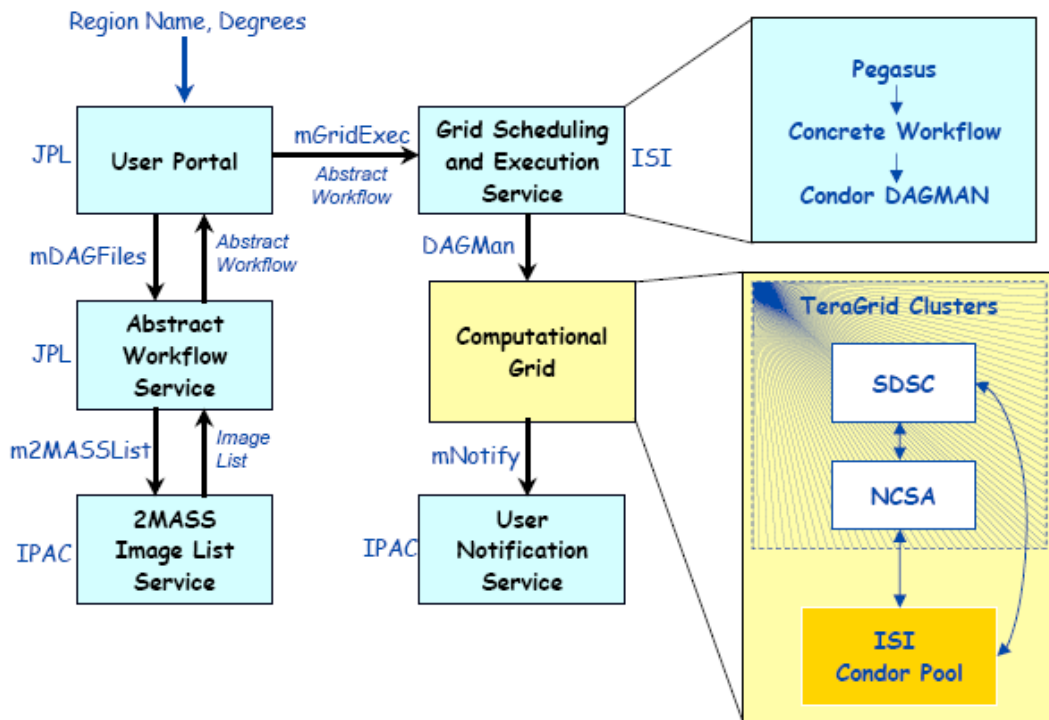 Region Name, Degrees
JPL
User Portal
mGridExec
Abstract
Workflow
Grid Scheduling
and Execution
Service
ISI
Pegasus
Concrete Workflow
Condor DAGMAN
mDAGFiles
Abstract
Workflow
DAGMan
JPL
Abstract
Workflow
Service
Computational
Grid
TeraGrid Clusters
SDSC
NCSA
ISI
Condor Pool
m2MASSList
Image
List
mNotify
IPAC
2MASS
Image List
Service
IPAC
User
Notification
Service